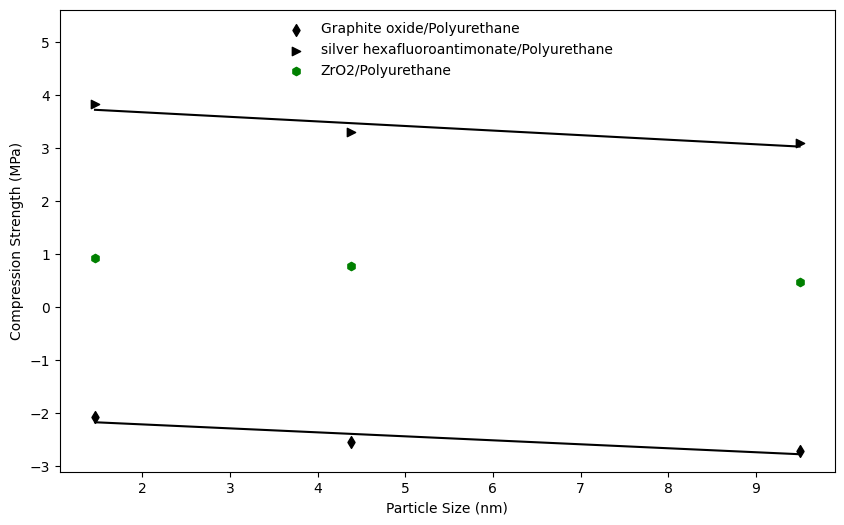 Graphite oxide/Polyurethane
silver hexafluoroantimonate/Polyurethane
ZrO2/Polyurethane
5
4
3
2
1
0
−1
−2
−3
Compression Strength (MPa)
2 3 4 5 6 7 8 9
Particle Size (nm)